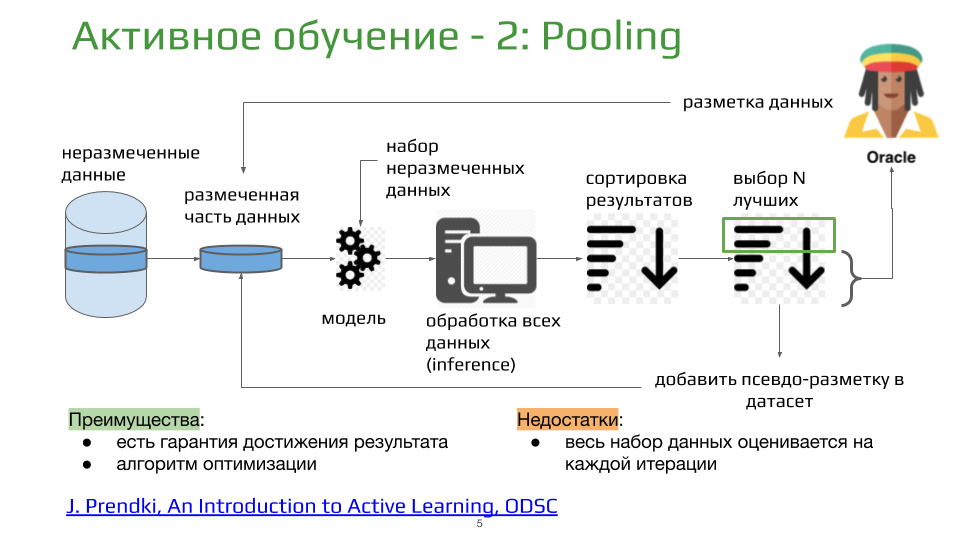 Активное обучение - 2: Pooling
разметка данных
Oracle
неразмеченные
данные
размеченная
часть данных
набор
неразмеченных
данных
сортировка
результатов
выбор N
лучших
модель
обработка всех
данных
(inference)
добавить псевдо-разметку в
датасет
Преимущества:
● есть гарантия достижения результата
● алгоритм оптимизации
Недостатки:
● весь набор данных оценивается на
каждой итерации
J. Prendki, An Introduction to Active Learning, ODSC
5